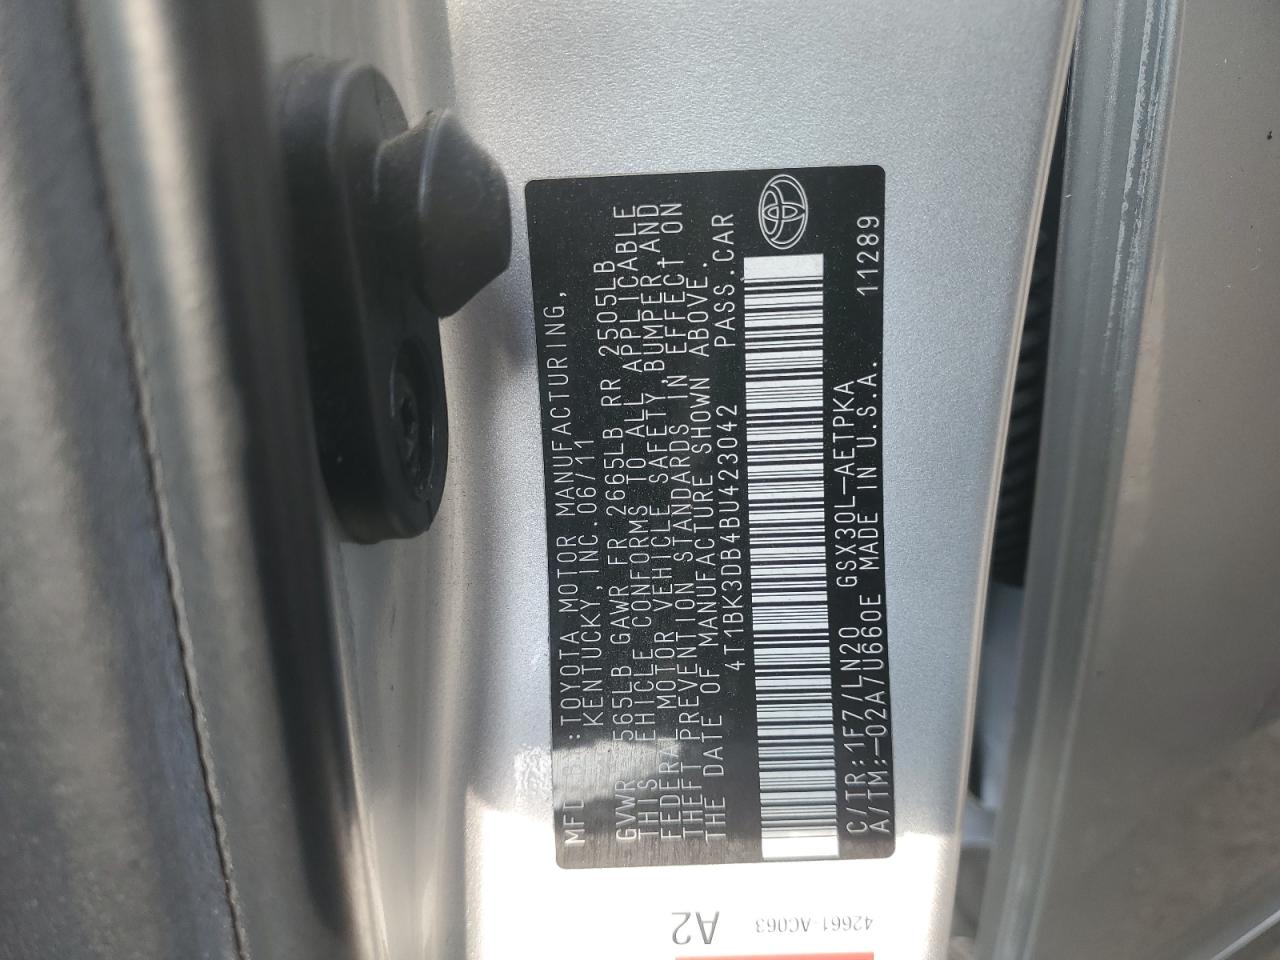 MFD BY:TOYOTA MOTOR MANUFACTURING,
KENTUCKY, INC.06/11
GVWR 565LB GAWR FR 2665LB RR 2505LB
THIS VEHICLE CONFORMS TO ALL APPLICABLE
FEDERAL MOTOR VEHICLE SAFETY,BUMPER,AND
THEFT PREVENTION STANDARDS IN EFFECT ON
THE DATE OF MANUFACTURE SHOWN ABOVE.
4T1BK3DB4BU423042 PASS.CAR
C/TR:1F7/LN20 GSX30L-AETPKA
A/TM:-02A/U660E MADE IN U.S.A. 11289
A2
42661-AC063